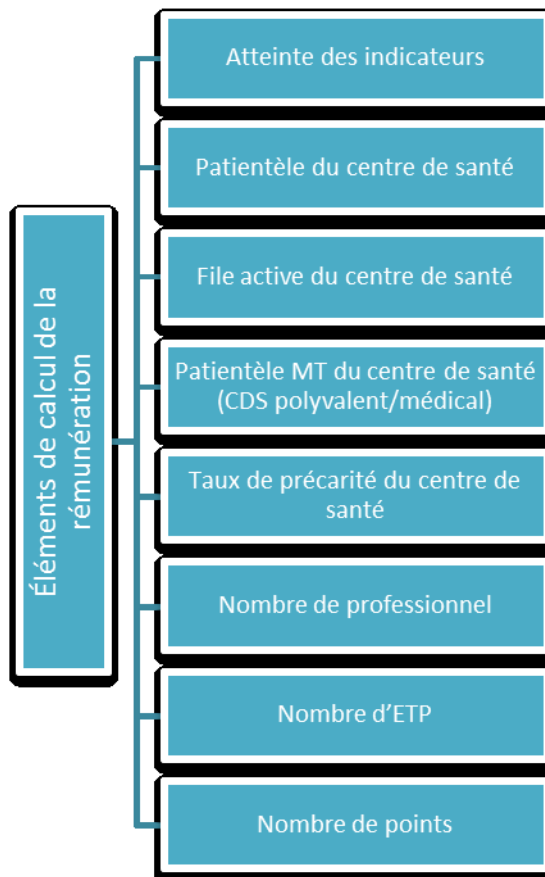 Éléments de calcul de la
rémunération
Atteinte des indicateurs
Patientèle du centre de santé
File active du centre de santé
Patientèle MT du centre de santé
(CDS polyvalent/médical)
Taux de précarité du centre de
santé
Nombre de professionnel
Nombre d’ETP
Nombre de points